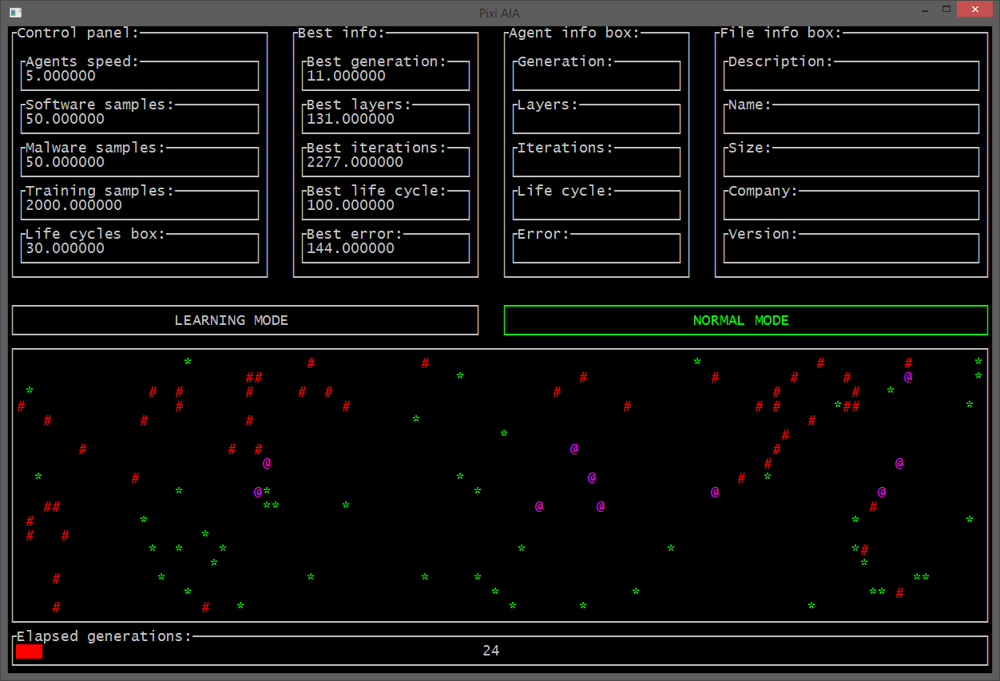 Pixi AIA
Control panel:
Agents speed:
5.000000
Software samples:
50.000000
Malware samples:
50.000000
Training samples:
2000.000000
Life cycles box:
30.000000
Best info:
Best generation:
11.000000
Best layers:
131.000000
Best iterations:
2277.000000
Best life cycle:
100.000000
Best error:
144.000000
Agent info box:
Generation:
Layers:
Iterations:
Life cycle:
Error:
File info box:
Description:
Name:
Size:
Company:
Version:
LEARNING MODE
NORMAL MODE
Elapsed generations:
24